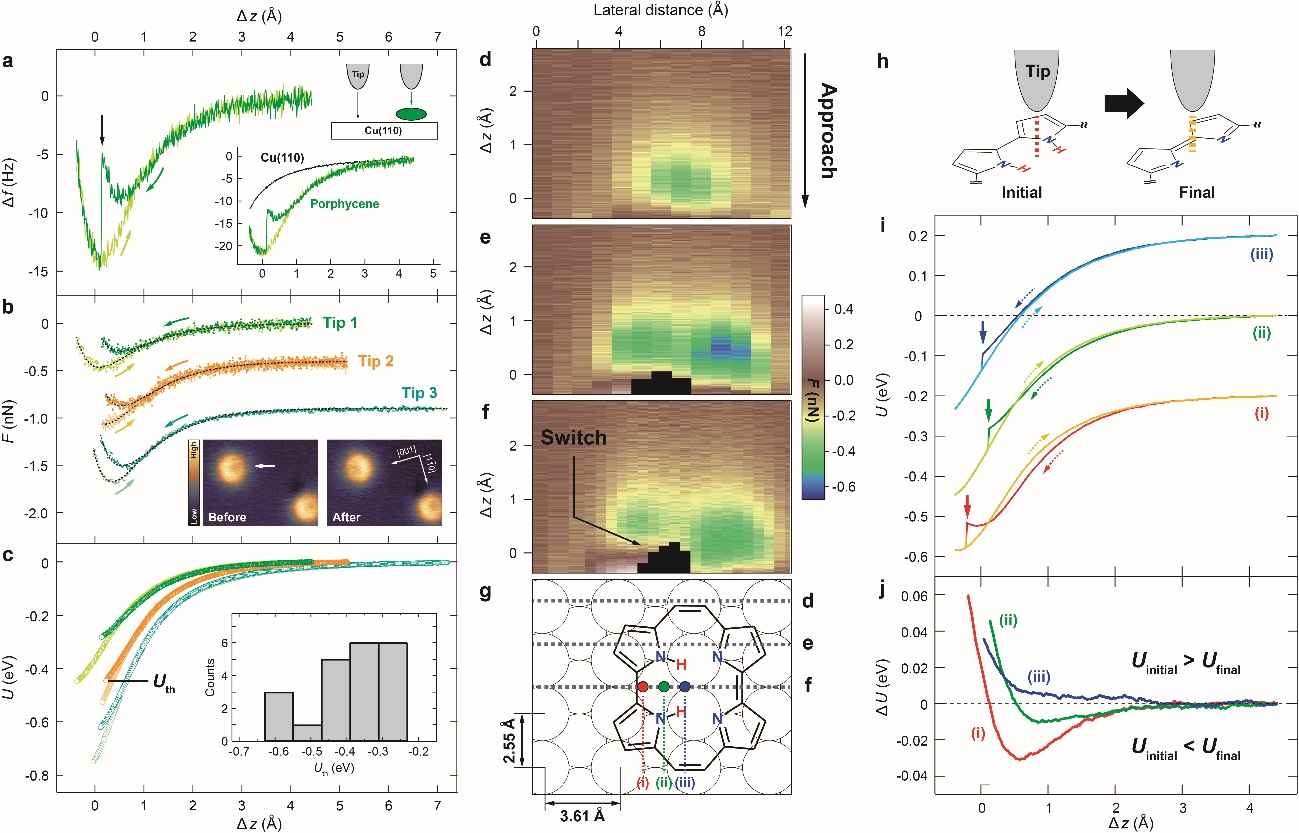 Δz (Å)
0 1 2 3 4 5 6 7
a
0
-5
-10
-15
Δf (Hz)
Tip
Cu(110)
0
-5
-10
-15
-20
Cu(110)
Porphycene
0 1 2 3 4 5
b
0
-0.5
-1.0
-1.5
-2.0
F (nN)
Tip 1
Tip 2
Tip 3
High
Low
Before
After
[001]
[1̄10]
c
0
-0.2
-0.4
-0.6
-0.8
U (eV)
Uth
Counts
6
4
2
0
-0.7 -0.6 -0.5 -0.4 -0.3 -0.2
Uth (eV)
0 1 2 3 4 5 6 7
Δz (Å)
Lateral distance (Å)
0 4 8 12
d
2
1
0
Δz (Å)
Approach
e
2
1
0
Δz (Å)
0.4
0.2
0.0
-0.2
-0.4
-0.6
F (nN)
f
Switch
2
1
0
Δz (Å)
g
d
e
f
N H N
N H N
(i) (ii) (iii)
2.55 Å
3.61 Å
h
Tip
N H
N H
N
N
Initial
Final
i
0.2
0.1
0
-0.1
-0.2
-0.3
-0.4
-0.5
-0.6
U (eV)
(iii)
(ii)
(i)
j
0.06
0.04
0.02
0
-0.02
-0.04
ΔU (eV)
(ii)
(iii)
(i)
Uinitial > Ufinal
Uinitial < Ufinal
0 1 2 3 4
Δz (Å)